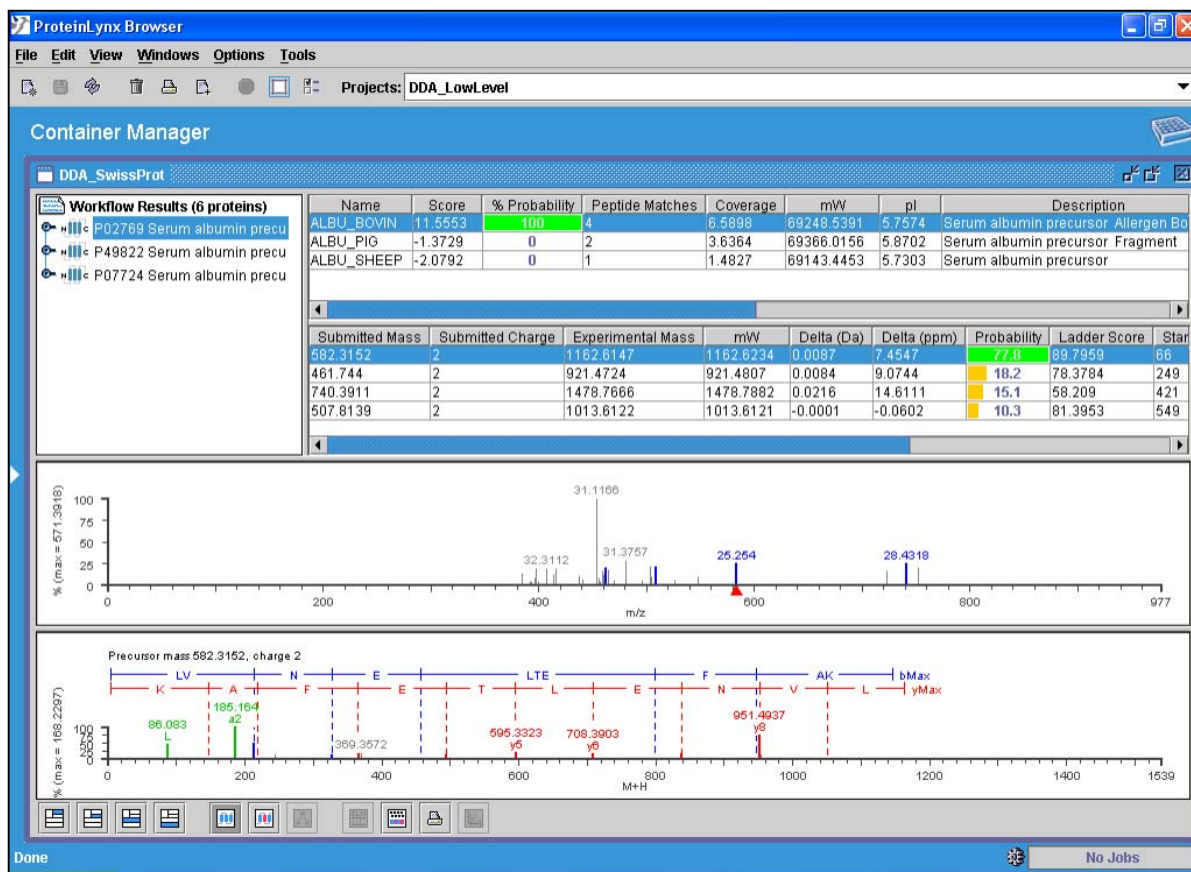 ProteinLynx Browser
File Edit View Windows Options Tools
Projects: DDA_LowLevel
Container Manager
DDA_SwissProt
Workflow Results (6 proteins)
P02769 Serum albumin precu
P49822 Serum albumin precu
P07724 Serum albumin precu
Name Score % Probability Peptide Matches Coverage mW pI Description
ALBU_BOVIN 11.5553 100 4 6.5898 69248.5391 5.7574 Serum albumin precursor Allergen Bo
ALBU_PIG -1.3729 0 2 3.6364 69366.0156 5.8702 Serum albumin precursor Fragment
ALBU_SHEEP -2.0792 0 1 1.4827 69143.4453 5.7303 Serum albumin precursor
Submitted Mass Submitted Charge Experimental Mass mW Delta (Da) Delta (ppm) Probability Ladder Score Star
582.3152 2 1162.6147 1162.6234 0.0087 7.4547 77.8 89.7959 66
461.744 2 921.4724 921.4807 0.0084 9.0744 18.2 78.3784 249
740.3911 2 1478.7666 1478.7882 0.0216 14.6111 15.1 58.209 421
507.8139 2 1013.6122 1013.6121 -0.0001 -0.0602 10.3 81.3953 549
% (max = 571.3918)
100
75
50
25
0
31.1166
32.3112
31.3757
25.254
28.4318
0 200 400 600 800 977
m/z
Precursor mass 582.3152, charge 2
LV N E LTE F AK bMax
K A F E T L E N V L yMax
% (max = 168.2297)
100
75
50
25
0
86.083
L
185.164
a2
369.3572
595.3323
y5
708.3903
y6
951.4937
y8
0 200 400 600 800 1000 1200 1400 1539
M+H
Done
No Jobs